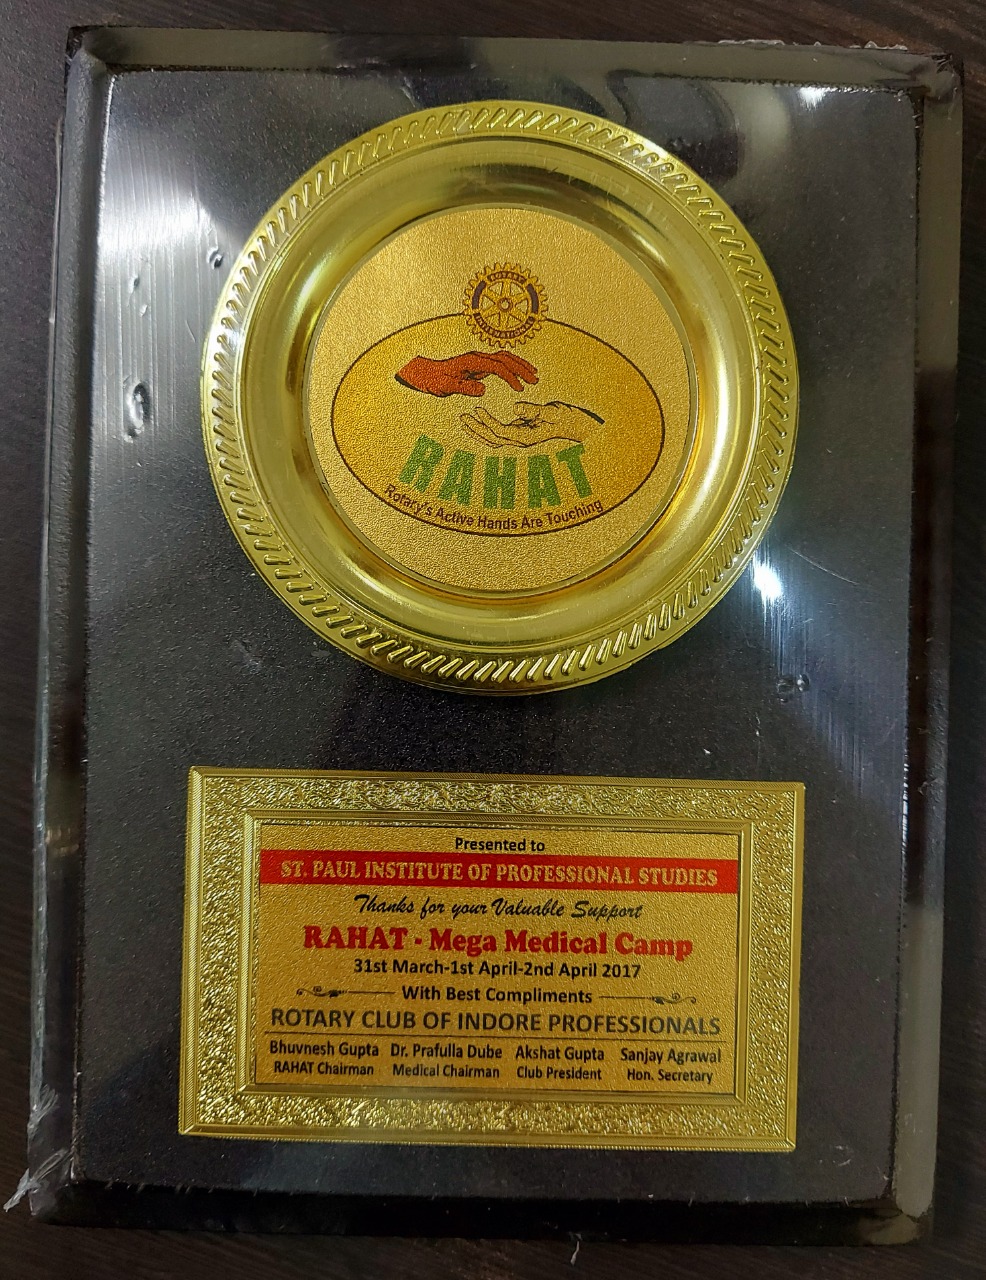 ROTARY
INTERNATIONAL
RAHAT
Rotary's Active Hands Are Touching
Presented to
ST. PAUL INSTITUTE OF PROFESSIONAL STUDIES
Thanks for your Valuable Support
RAHAT - Mega Medical Camp
31st March-1st April-2nd April 2017
With Best Compliments
ROTARY CLUB OF INDORE PROFESSIONALS
Bhuvnesh Gupta Dr. Prafulla Dube Akshat Gupta Sanjay Agrawal
RAHAT Chairman Medical Chairman Club President Hon. Secretary